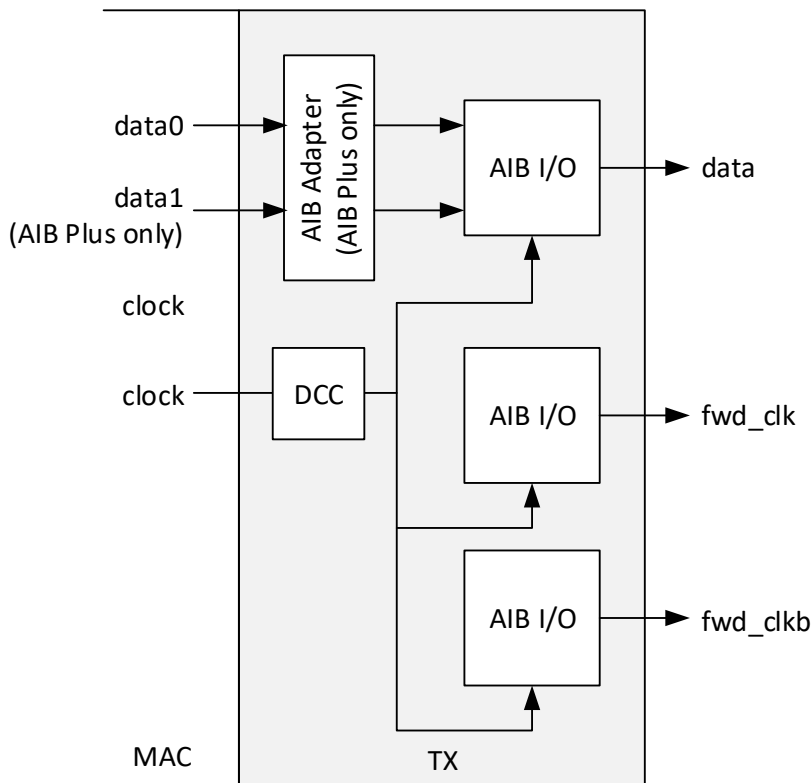 data0
data1
(AIB Plus only)
AIB Adapter
(AIB Plus only)
AIB I/O
data
clock
clock
DCC
AIB I/O
fwd_clk
AIB I/O
fwd_clkb
MAC
TX